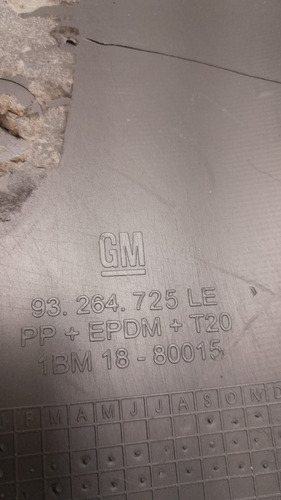 GM
93. 264. 725 LE
PP + EPDM + T20
1BM 18 - 80015
J F M A M J J A S O N D